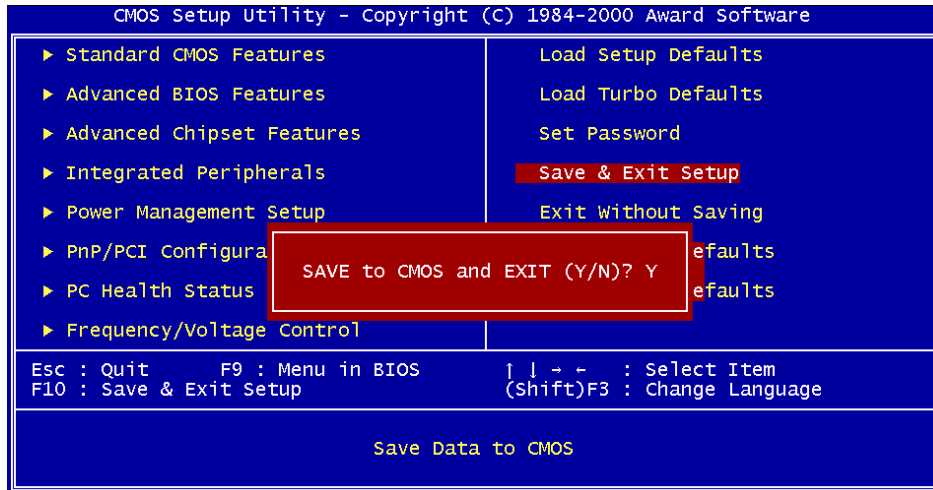 CMOS Setup Utility - Copyright (C) 1984-2000 Award Software
▶ Standard CMOS Features
▶ Advanced BIOS Features
▶ Advanced Chipset Features
▶ Integrated Peripherals
▶ Power Management Setup
▶ PnP/PCI Configura
▶ PC Health Status
▶ Frequency/Voltage Control
Load Setup Defaults
Load Turbo Defaults
Set Password
Save & Exit Setup
Exit Without Saving
efaults
efaults
SAVE to CMOS and EXIT (Y/N)? Y
Esc : Quit F9 : Menu in BIOS ↑ ↓ → ← : Select Item
F10 : Save & Exit Setup (Shift)F3 : Change Language
Save Data to CMOS